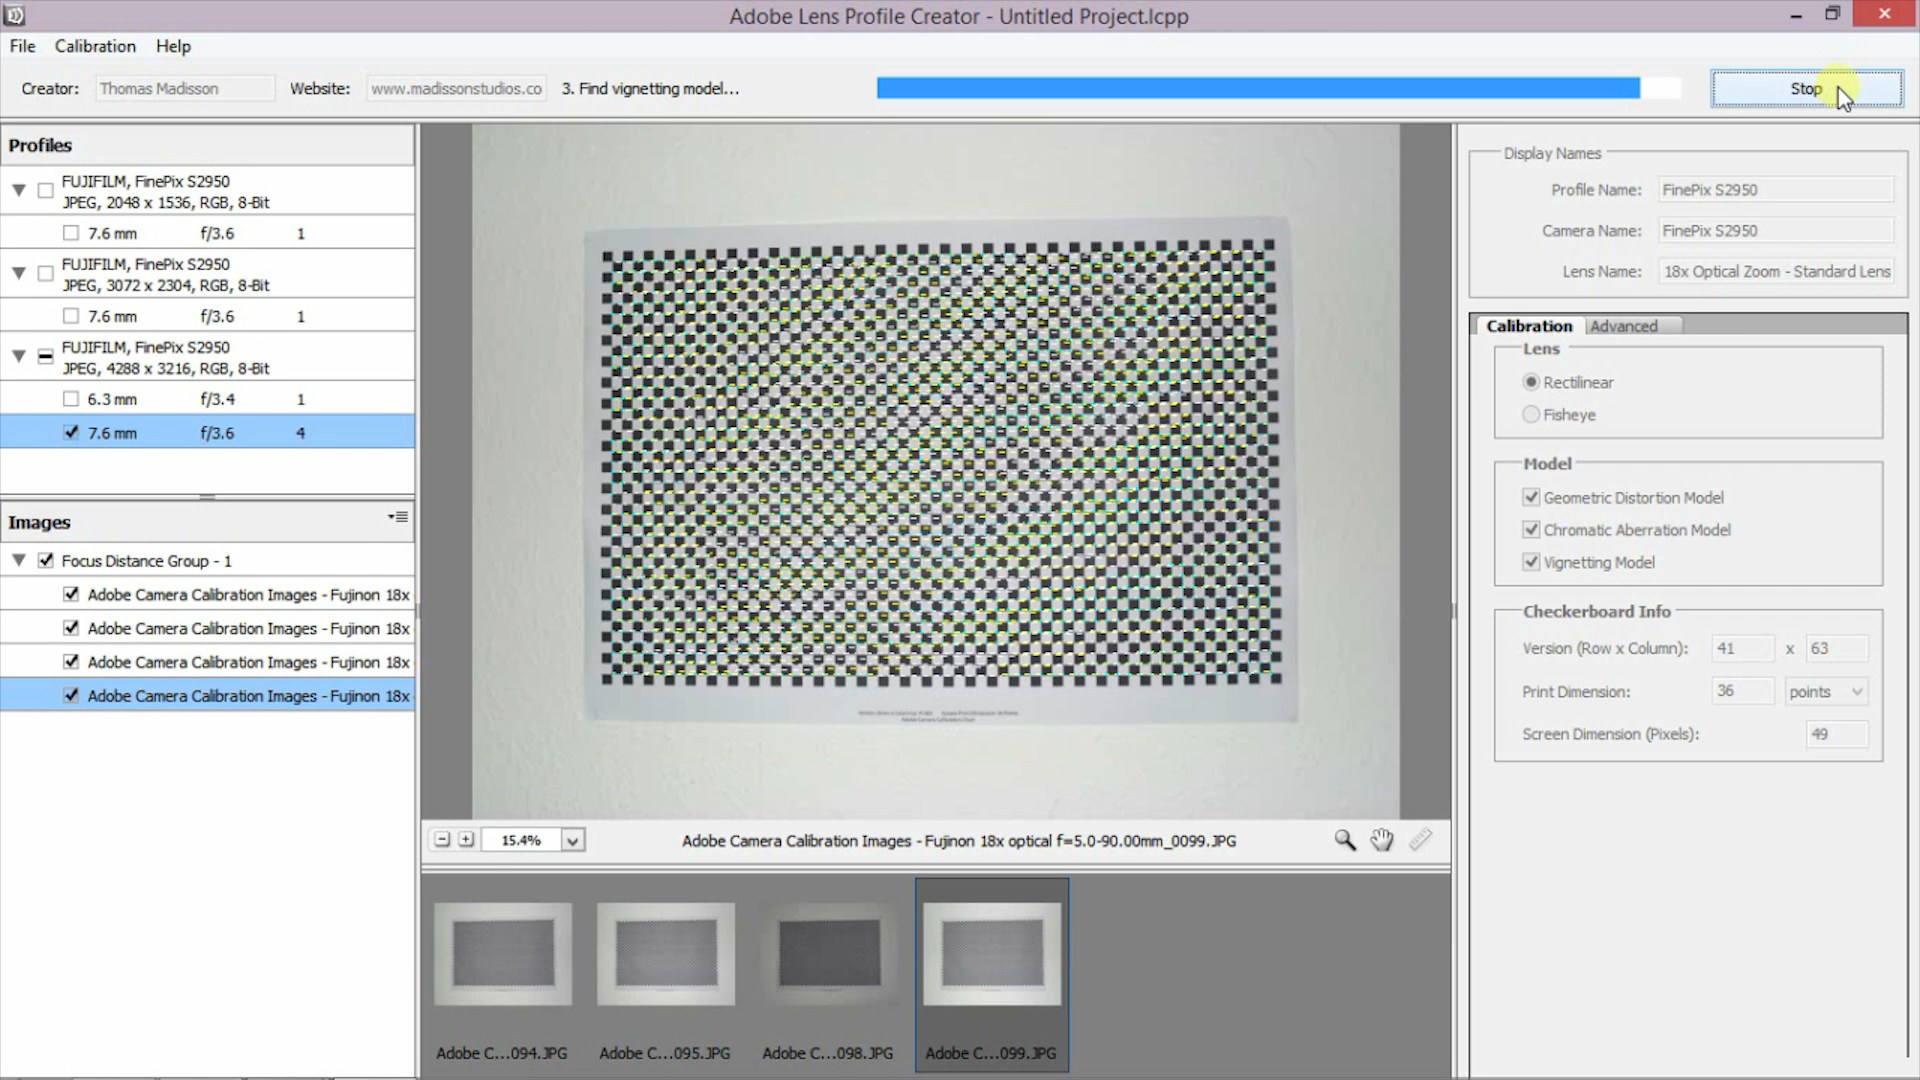 Adobe Lens Profile Creator - Untitled Project.lcpp
File Calibration Help
Creator: Thomas Madisson Website: www.madissonstudios.co 3. Find vignetting model... Stop
Profiles
FUJIFILM, FinePix S2950
JPEG, 2048 x 1536, RGB, 8-Bit
7.6 mm f/3.6 1
FUJIFILM, FinePix S2950
JPEG, 3072 x 2304, RGB, 8-Bit
7.6 mm f/3.6 1
FUJIFILM, FinePix S2950
JPEG, 4288 x 3216, RGB, 8-Bit
6.3 mm f/3.4 1
7.6 mm f/3.6 4
Images
Focus Distance Group - 1
Adobe Camera Calibration Images - Fujinon 18x
Adobe Camera Calibration Images - Fujinon 18x
Adobe Camera Calibration Images - Fujinon 18x
Adobe Camera Calibration Images - Fujinon 18x
15.4% Adobe Camera Calibration Images - Fujinon 18x optical f=5.0-90.00mm_0099.JPG
Adobe C...094.JPG Adobe C...095.JPG Adobe C...098.JPG Adobe C...099.JPG
Display Names
Profile Name: FinePix S2950
Camera Name: FinePix S2950
Lens Name: 18x Optical Zoom - Standard Lens
Calibration Advanced
Lens
Rectilinear
Fisheye
Model
Geometric Distortion Model
Chromatic Aberration Model
Vignetting Model
Checkerboard Info
Version (Row x Column): 41 x 63
Print Dimension: 36 points
Screen Dimension (Pixels): 49